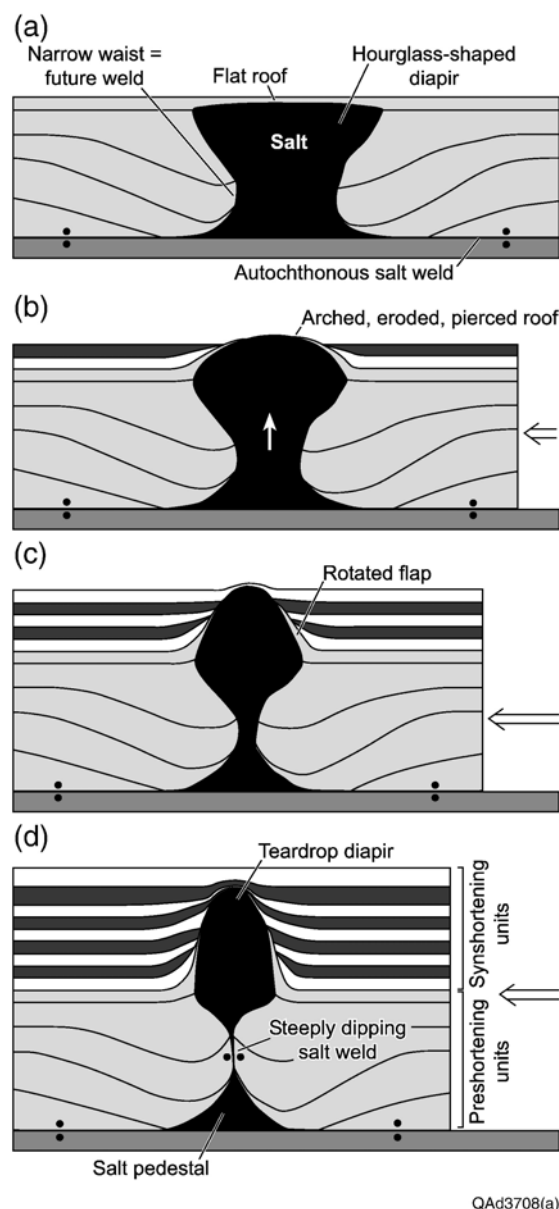 (a)
Narrow waist =
future weld
Flat roof
Hourglass-shaped
diapir
Salt
Autochthonous salt weld
(b)
Arched, eroded, pierced roof
(c)
Rotated flap
(d)
Teardrop diapir
Synshortening
units
Steeply dipping
salt weld
Preshortening
units
Salt pedestal
QAd3708(a)x